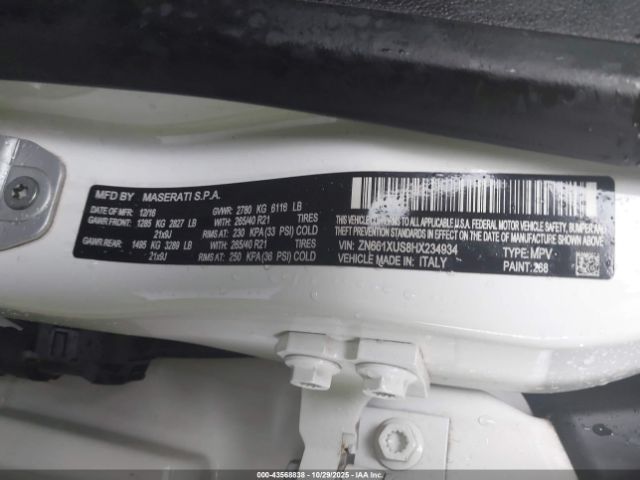 MFD BY MASERATI S.P.A.
DATE OF MFR: 12/16 GVWR: 2780 KG 6116 LB
GAWR FRONT: 1285 KG 2827 LB WITH 265/40 R21 TIRES
21x9J RIMS AT: 230 KPA(33 PSI) COLD
GAWR REAR: 1495 KG 3289 LB WITH 265/40 R21 TIRES
21x9J RIMS AT: 250 KPA(36 PSI) COLD
THIS VEHICLE CONFORMS TO ALL APPLICABLE U.S.A. FEDERAL MOTOR VEHICLE SAFETY, BUMPER, AND
THEFT PREVENTION STANDARDS IN EFFECT ON THE DATE OF MANUFACTURE SHOWN ABOVE.
VIN: ZN661XUS8HX234934 TYPE: MPV
VEHICLE MADE IN: ITALY PAINT: 268
000-43568838 | 10/29/2025 | IAA Inc.